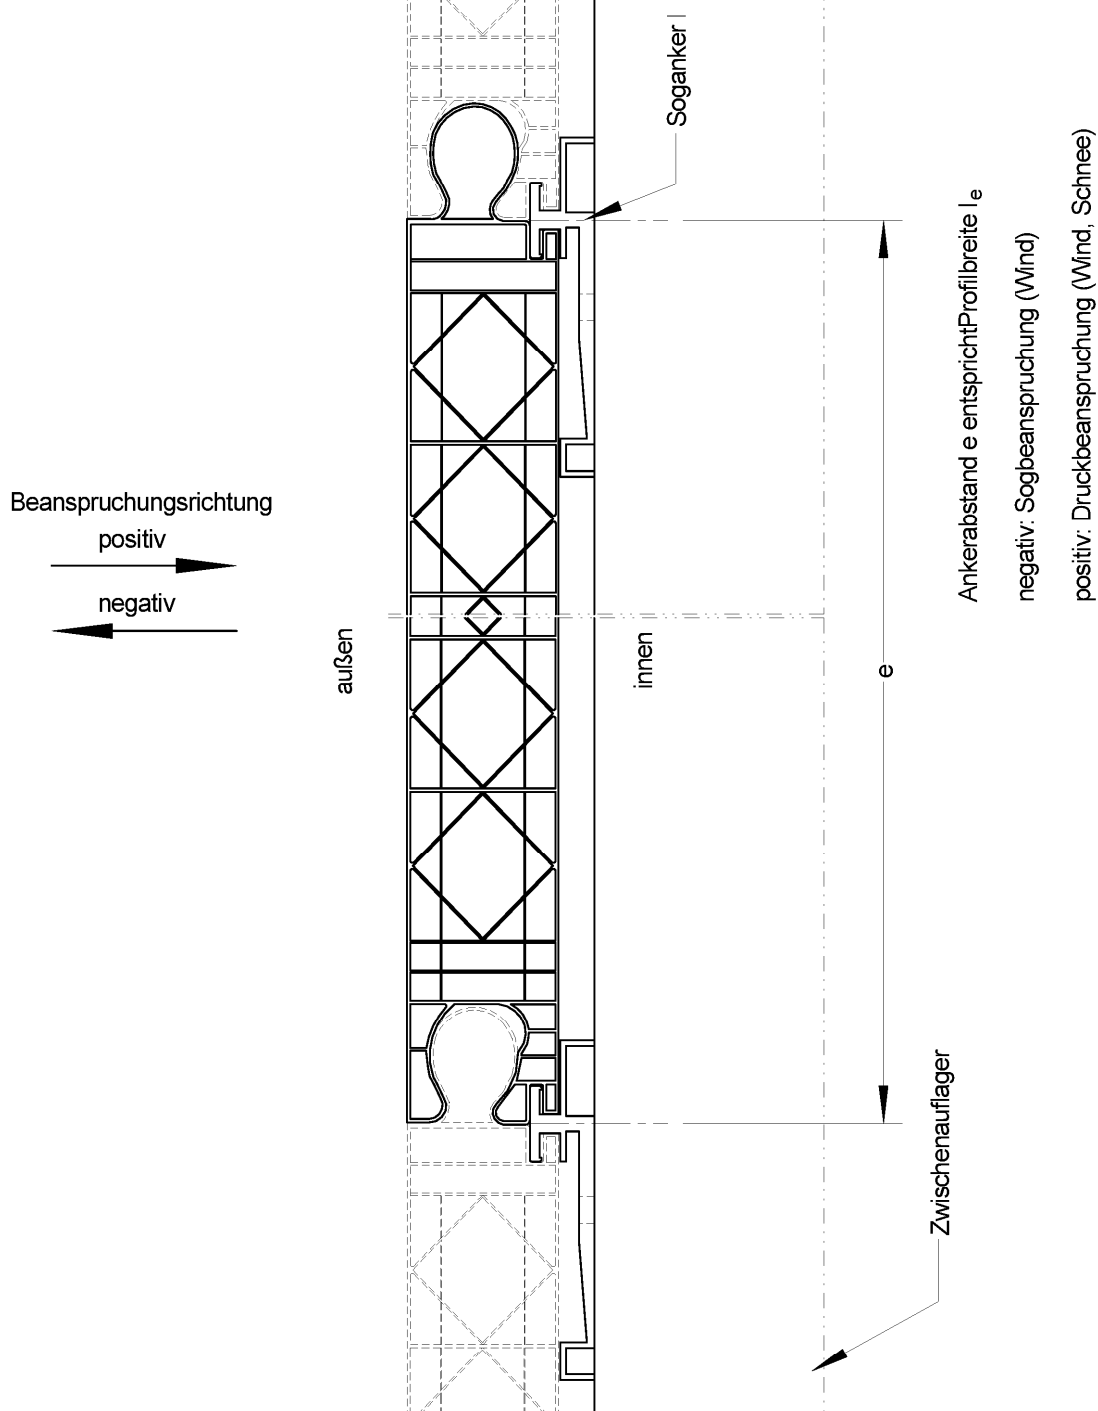 Soganker I
Beanspruchungsrichtung
positiv
negativ
außen
innen
e
Ankerabstand e entsprichtProfilbreite le
negativ: Sogbeanspruchung (Wind)
positiv: Druckbeanspruchung (Wind, Schnee)
Zwischenauflager